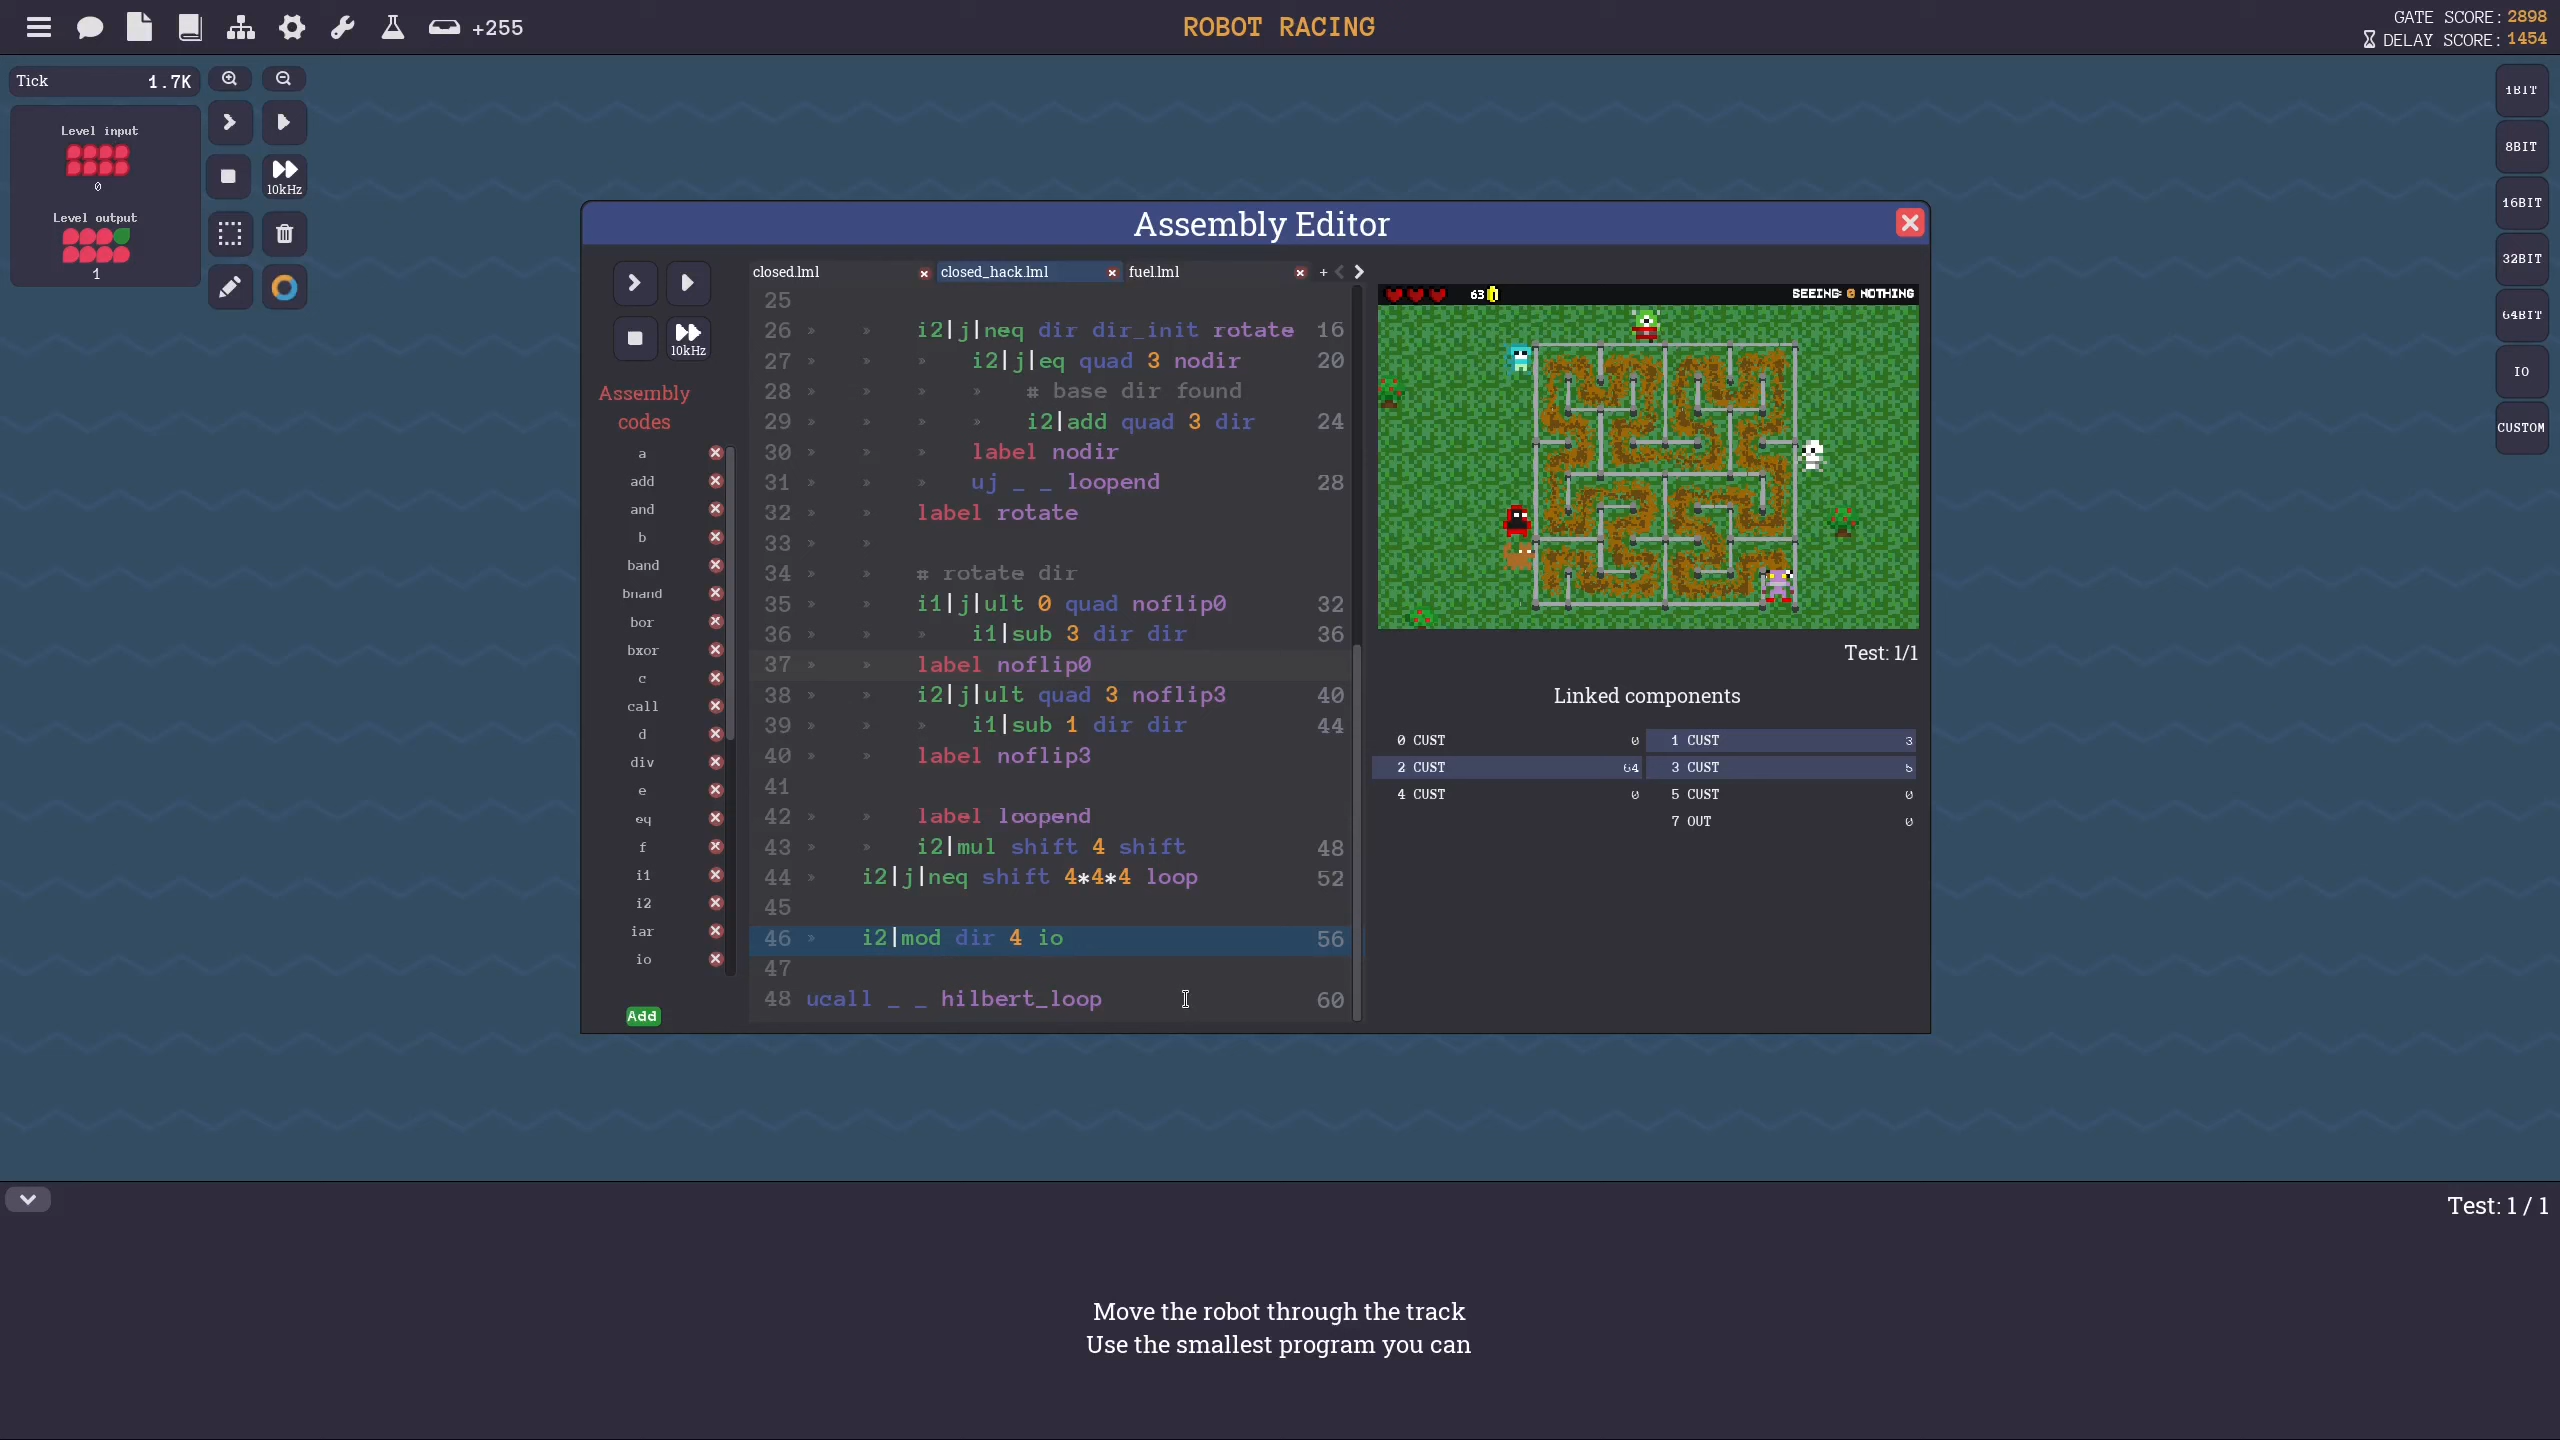 +255
ROBOT RACING
GATE SCORE: 2898
DELAY SCORE: 1454
Tick 1.7K
Level input
0
Level output
1
10kHz
1BIT
8BIT
16BIT
32BIT
64BIT
IO
CUSTOM
Assembly Editor
10kHz
Assembly
codes
a
add
and
b
band
bnand
bor
bxor
c
call
d
div
e
eq
f
i1
i2
iar
io
Add
closed.lml closed_hack.lml fuel.lml +
25
26 i2|j|neq dir dir_init rotate 16
27 i2|j|eq quad 3 nodir 20
28 # base dir found
29 i2|add quad 3 dir 24
30 label nodir
31 uj _ _ loopend 28
32 label rotate
33
34 # rotate dir
35 i1|j|ult 0 quad noflip0 32
36 i1|sub 3 dir dir 36
37 label noflip0
38 i2|j|ult quad 3 noflip3 40
39 i1|sub 1 dir dir 44
40 label noflip3
41
42 label loopend
43 i2|mul shift 4 shift 48
44 i2|j|neq shift 4*4*4 loop 52
45
46 i2|mod dir 4 io 56
47
48 ucall _ _ hilbert_loop 60
63
SEEING: 0 NOTHING
Test: 1/1
Linked components
0 CUST 0 1 CUST 3
2 CUST 64 3 CUST 5
4 CUST 0 5 CUST 0
7 OUT 0
Test: 1 / 1
Move the robot through the track
Use the smallest program you can